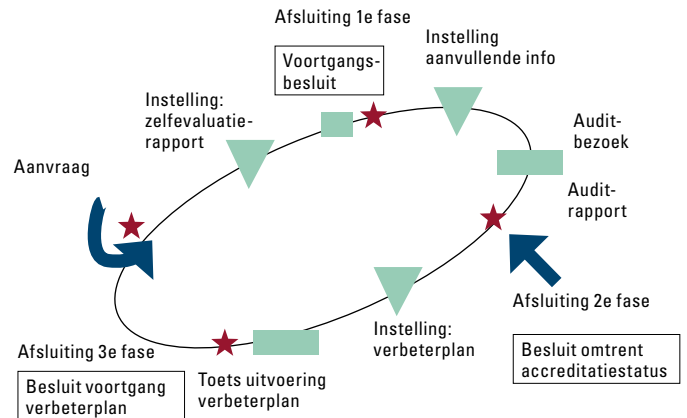 Afsluiting 1e fase
Voortgangs-
besluit
Instelling
aanvullende info
Instelling:
zelfevaluatie-
rapport
Audit-
bezoek
Audit-
rapport
Aanvraag
Afsluiting 2e fase
Besluit omtrent
accreditatiestatus
Instelling:
verbeterplan
Afsluiting 3e fase
Besluit voortgang
verbeterplan
Toets uitvoering
verbeterplan